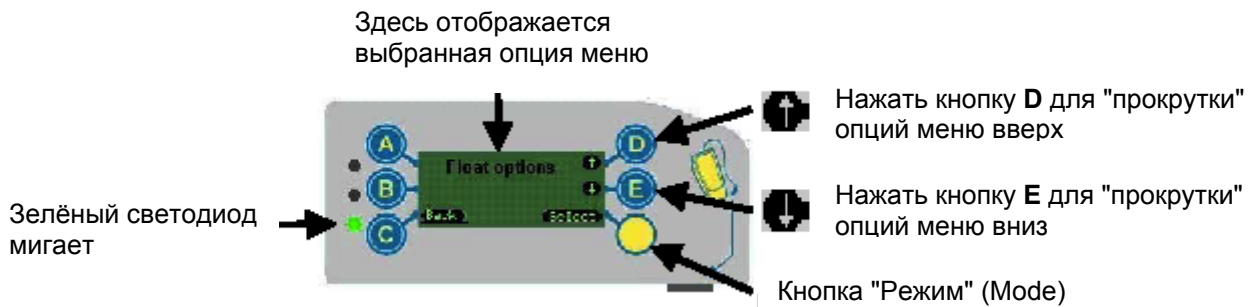 Здесь отображается
выбранная опция меню
Нажать кнопку D для "прокрутки"
опций меню вверх
A
D
Float options
B
E
Нажать кнопку E для "прокрутки"
опций меню вниз
Зелёный светодиод
мигает
Back
Select
C
Кнопка "Режим" (Mode)